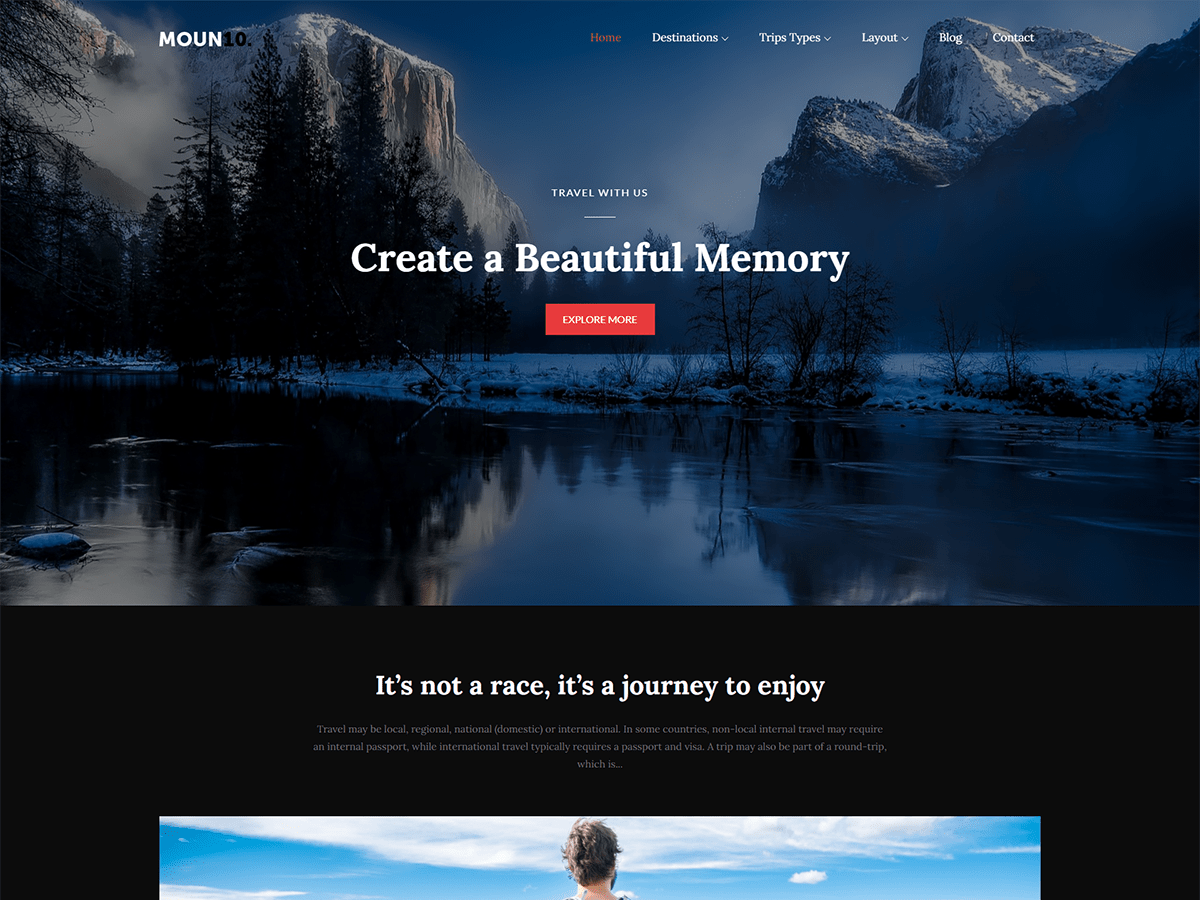 MOUN10.
Home Destinations Trips Types Layout Blog Contact
TRAVEL WITH US
Create a Beautiful Memory
EXPLORE MORE
It’s not a race, it’s a journey to enjoy
Travel may be local, regional, national (domestic) or international. In some countries, non-local internal travel may require
an internal passport, while international travel typically requires a passport and visa. A trip may also be part of a round-trip,
which is...